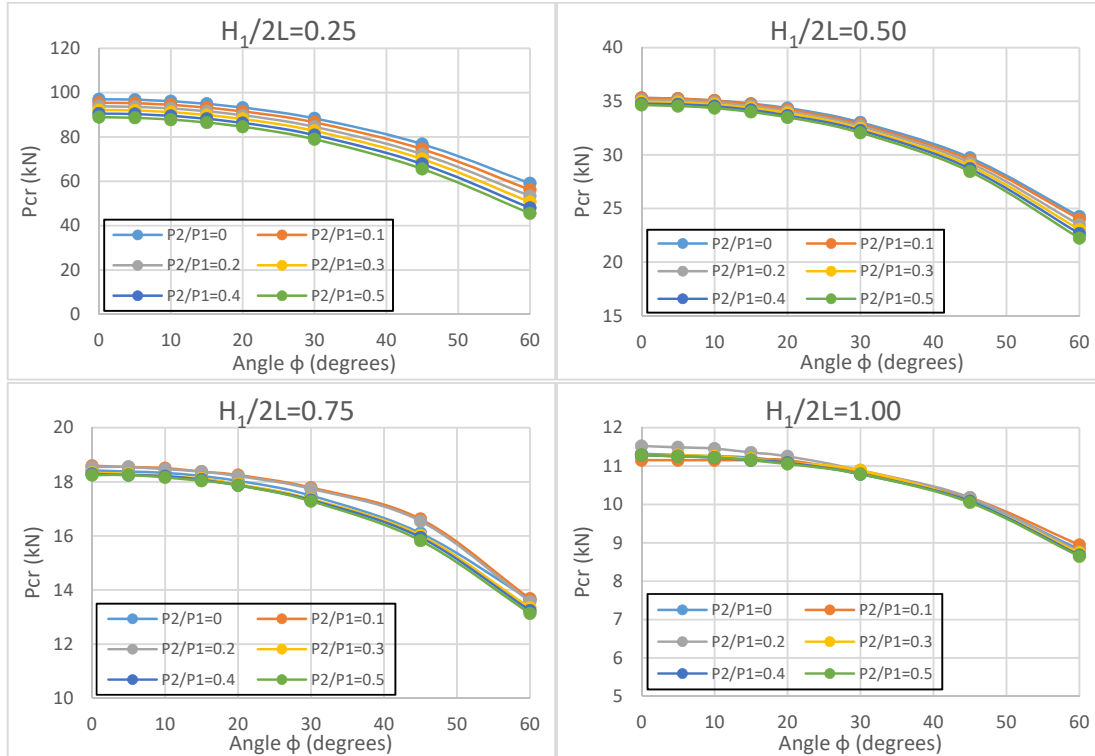 H₁/2L=0.25
120
100
80
60
40
20
0
Pcr (kN)
P2/P1=0 P2/P1=0.1
P2/P1=0.2 P2/P1=0.3
P2/P1=0.4 P2/P1=0.5
0 10 20 30 40 50 60
Angle ϕ (degrees)
H₁/2L=0.50
40
35
30
25
20
15
Pcr (kN)
P2/P1=0 P2/P1=0.1
P2/P1=0.2 P2/P1=0.3
P2/P1=0.4 P2/P1=0.5
0 10 20 30 40 50 60
Angle ϕ (degrees)
H₁/2L=0.75
20
18
16
14
12
10
Pcr (kN)
P2/P1=0 P2/P1=0.1
P2/P1=0.2 P2/P1=0.3
P2/P1=0.4 P2/P1=0.5
0 10 20 30 40 50 60
Angle ϕ (degrees)
H₁/2L=1.00
12
11
10
9
8
7
6
5
Pcr (kN)
P2/P1=0 P2/P1=0.1
P2/P1=0.2 P2/P1=0.3
P2/P1=0.4 P2/P1=0.5
0 10 20 30 40 50 60
Angle ϕ (degrees)